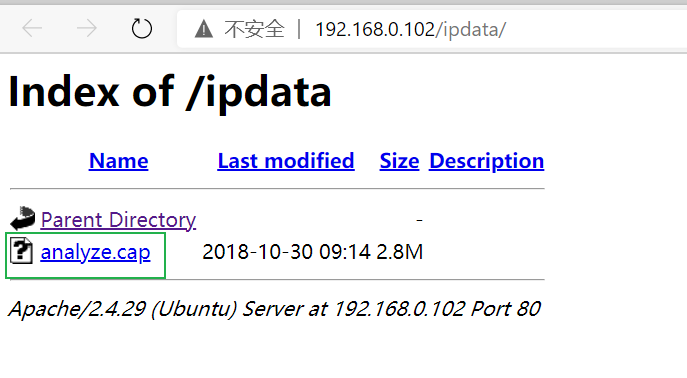 不安全 | 192.168.0.102/ipdata/
Index of /ipdata
Name Last modified Size Description
Parent Directory -
analyze.cap 2018-10-30 09:14 2.8M
Apache/2.4.29 (Ubuntu) Server at 192.168.0.102 Port 80